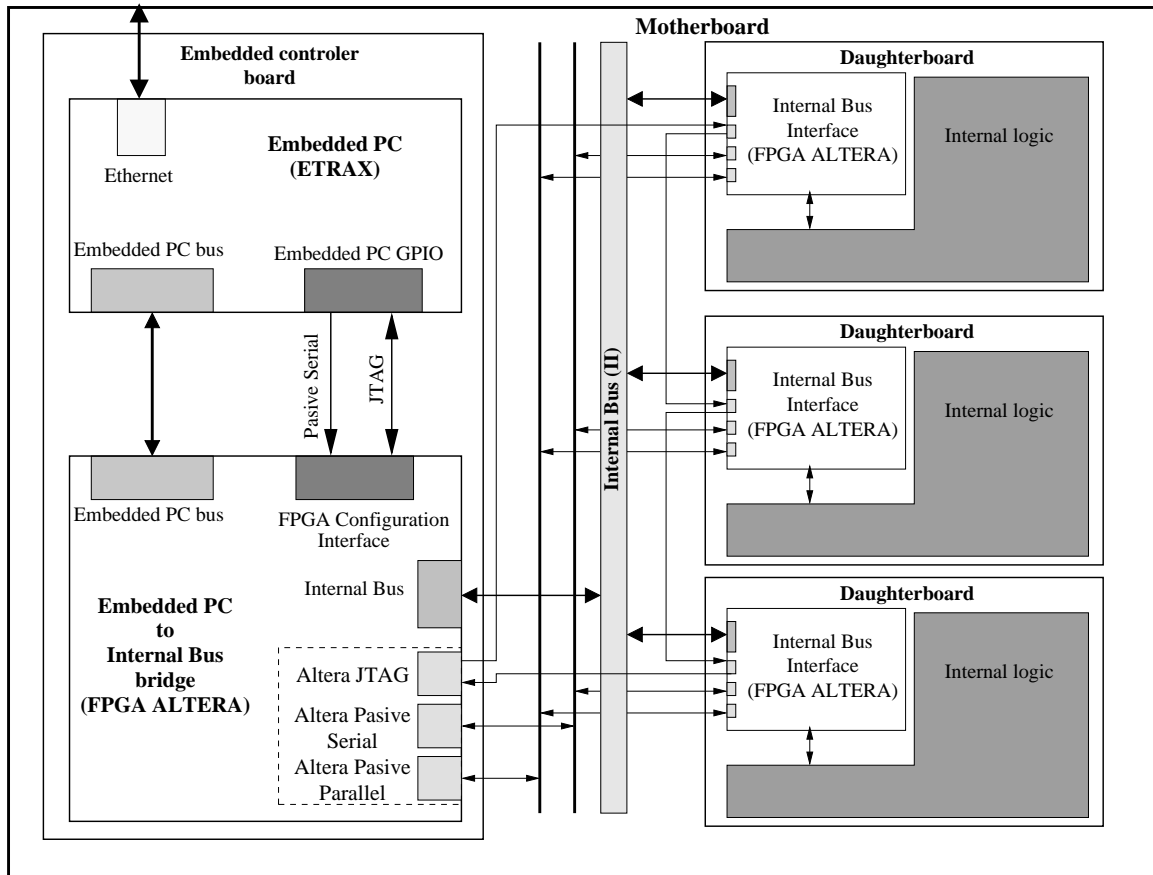 Motherboard
Embedded controler
board
Embedded PC
(ETRAX)
Ethernet
Embedded PC bus
Embedded PC GPIO
Pasive Serial
JTAG
Embedded PC bus
FPGA Configuration
Interface
Internal Bus
Embedded PC
to
Internal Bus
bridge
(FPGA ALTERA)
Altera JTAG
Altera Pasive
Serial
Altera Pasive
Parallel
Internal Bus (II)
Daughterboard
Internal Bus
Interface
(FPGA ALTERA)
Internal logic
Daughterboard
Internal Bus
Interface
(FPGA ALTERA)
Internal logic
Daughterboard
Internal Bus
Interface
(FPGA ALTERA)
Internal logic